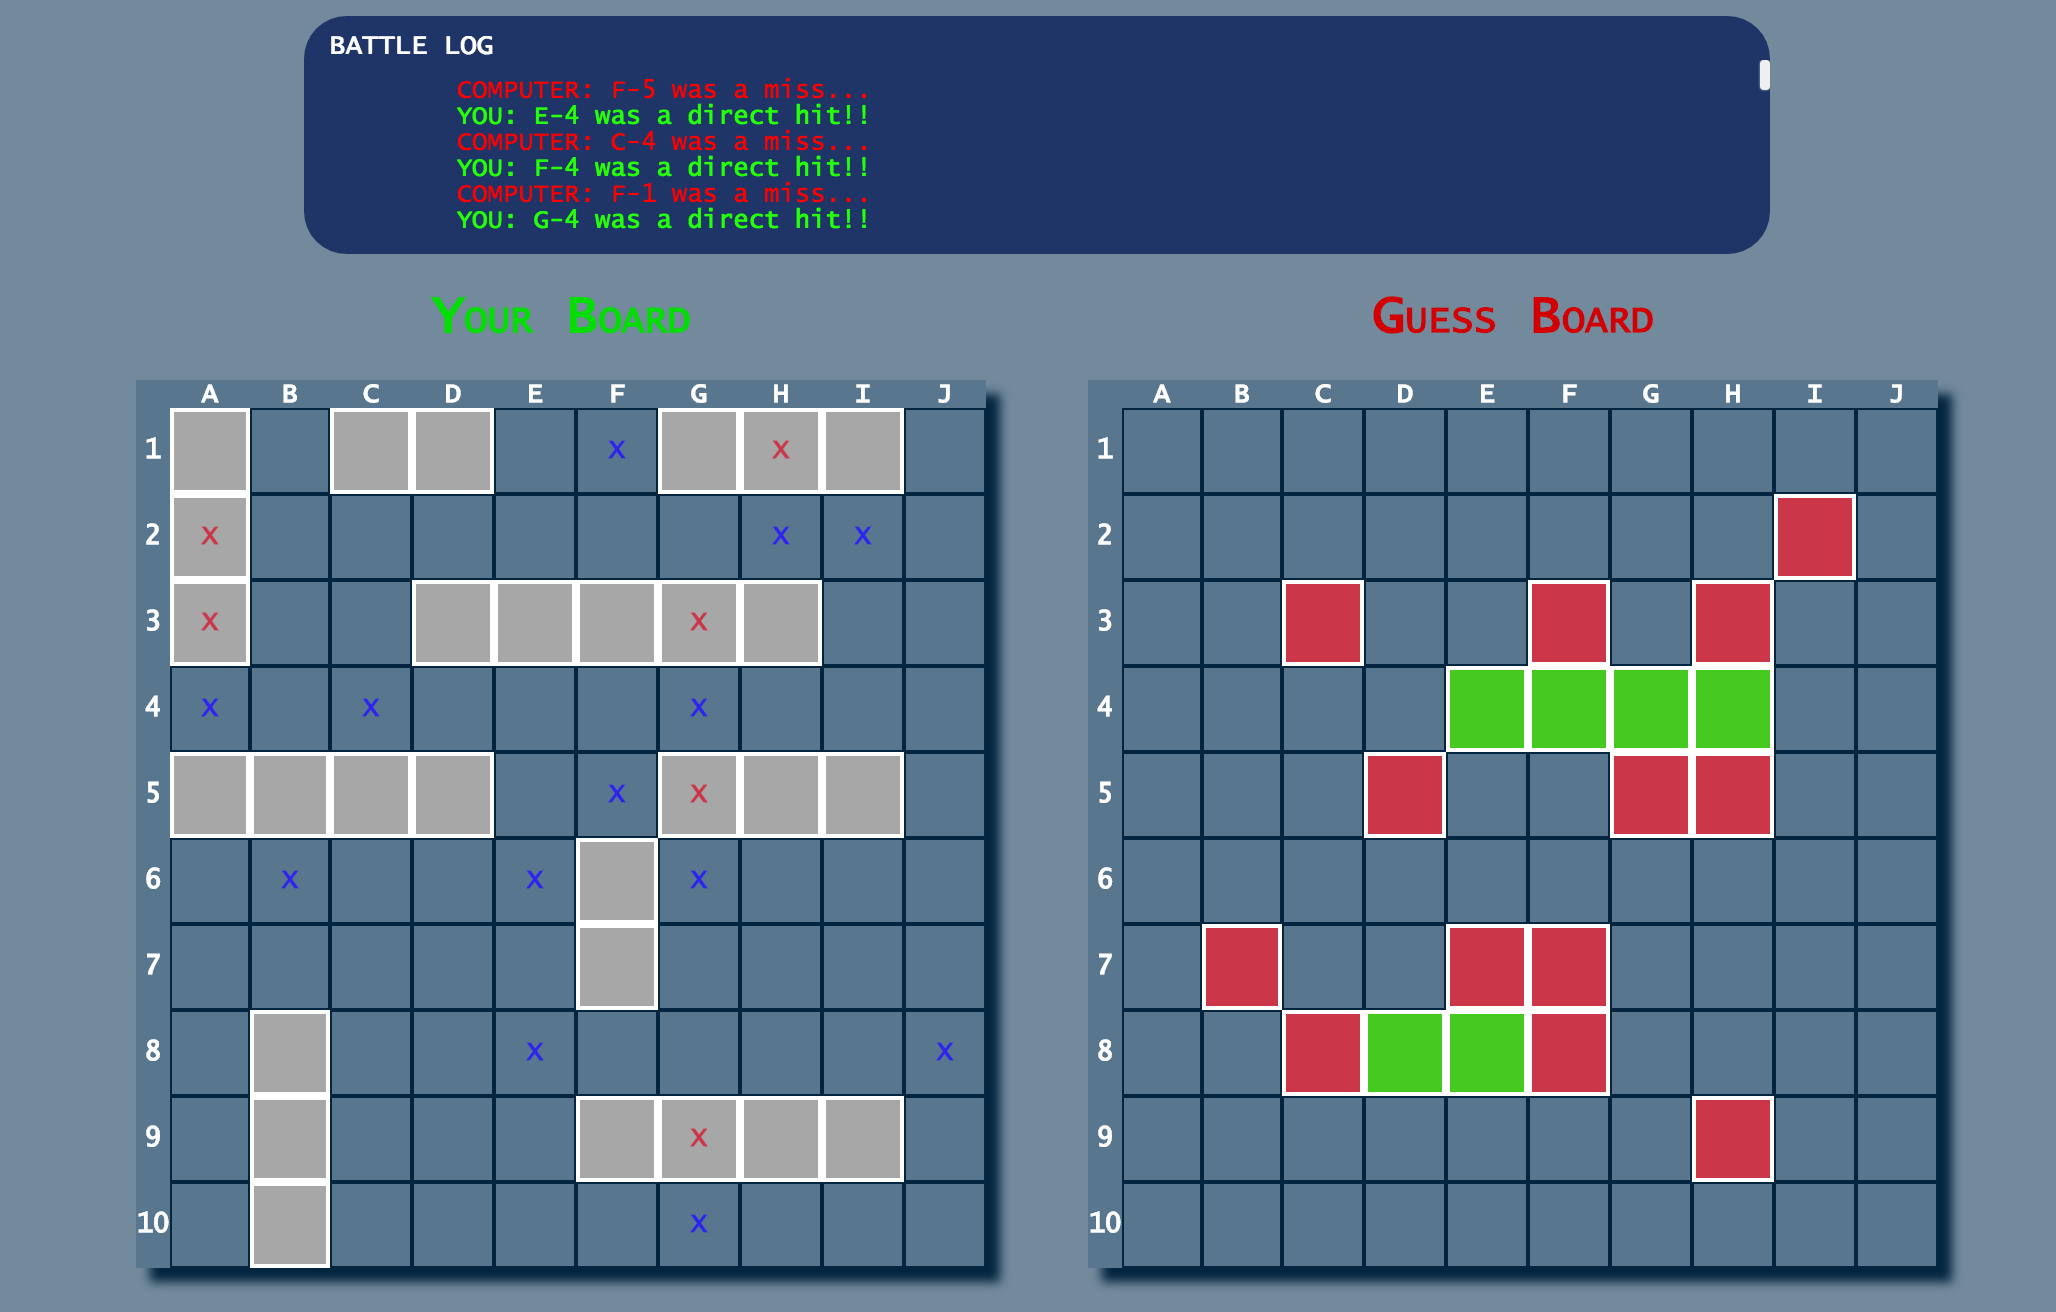 BATTLE LOG
COMPUTER: F-5 was a miss...
YOU: E-4 was a direct hit!!
COMPUTER: C-4 was a miss...
YOU: F-4 was a direct hit!!
COMPUTER: F-1 was a miss...
YOU: G-4 was a direct hit!!
Your Board
Guess Board
A B C D E F G H I J
1 X X
2 X X X
3 X X
4 X X X
5 X X
6 X X X
7
8 X X
9 X
10 X
A B C D E F G H I J
1
2
3
4
5
6
7
8
9
10